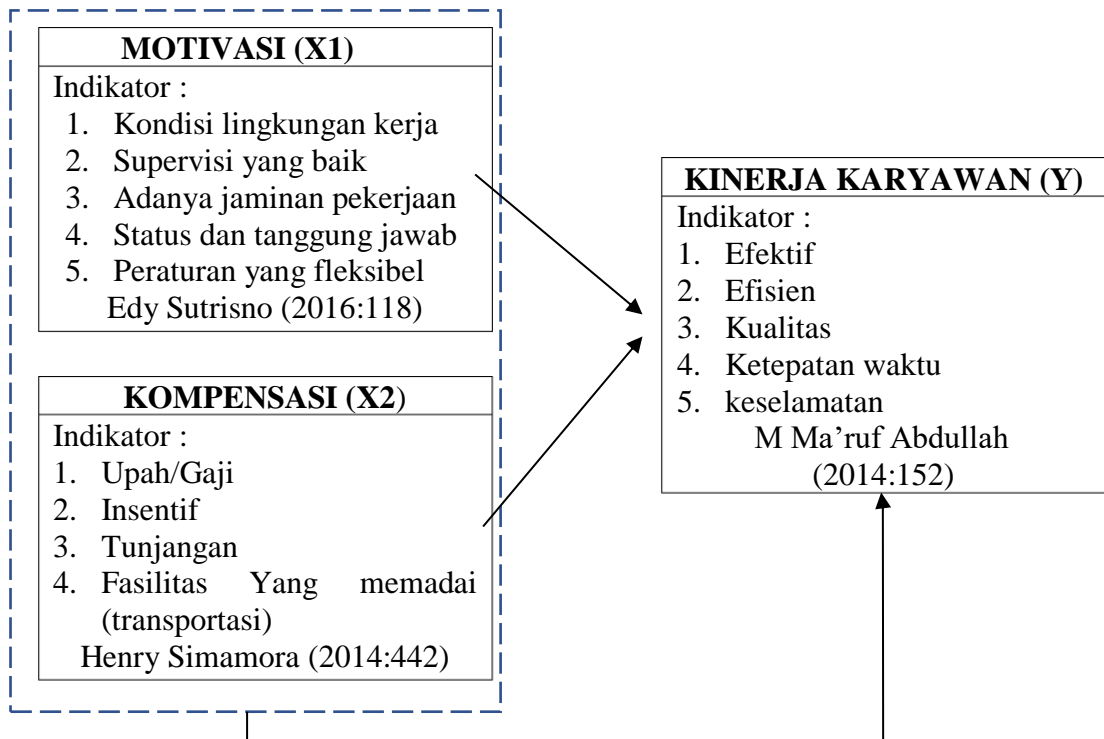 MOTIVASI (X1)
Indikator :
1. Kondisi lingkungan kerja
2. Supervisi yang baik
3. Adanya jaminan pekerjaan
4. Status dan tanggung jawab
5. Peraturan yang fleksibel
Edy Sutrisno (2016:118)
KOMPENSASI (X2)
Indikator :
1. Upah/Gaji
2. Insentif
3. Tunjangan
4. Fasilitas Yang memadai
(transportasi)
Henry Simamora (2014:442)
KINERJA KARYAWAN (Y)
Indikator :
1. Efektif
2. Efisien
3. Kualitas
4. Ketepatan waktu
5. keselamatan
M Ma’ruf Abdullah
(2014:152)